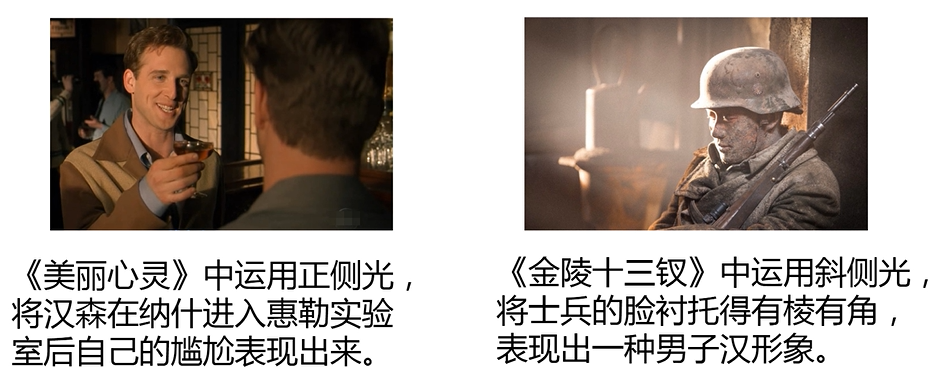 《美丽心灵》中运用正侧光，
将汉森在纳什进入惠勒实验
室后自己的尴尬表现出来。
《金陵十三钗》中运用斜侧光，
将士兵的脸衬托得有棱有角，
表现出一种男子汉形象。